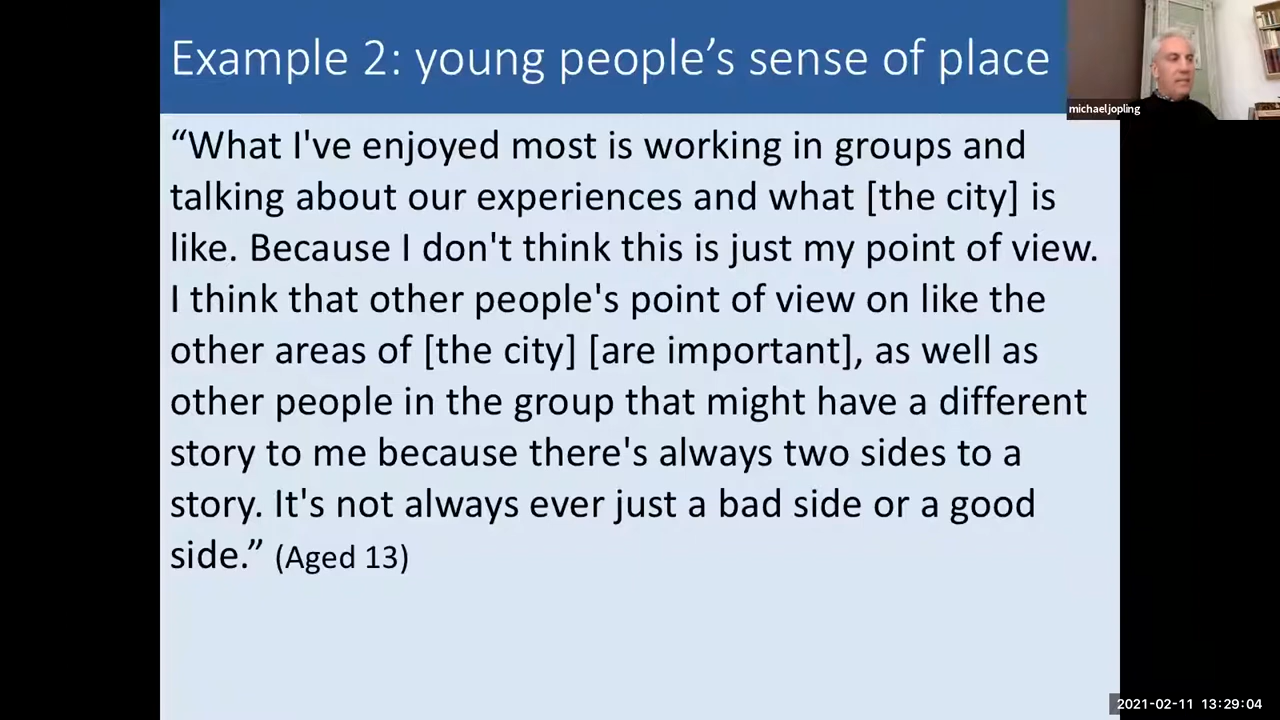 Example 2: young people’s sense of place
michaeljopling
“What I've enjoyed most is working in groups and
talking about our experiences and what [the city] is
like. Because I don't think this is just my point of view.
I think that other people's point of view on like the
other areas of [the city] [are important], as well as
other people in the group that might have a different
story to me because there's always two sides to a
story. It's not always ever just a bad side or a good
side.” (Aged 13)
2021-02-11 13:29:04